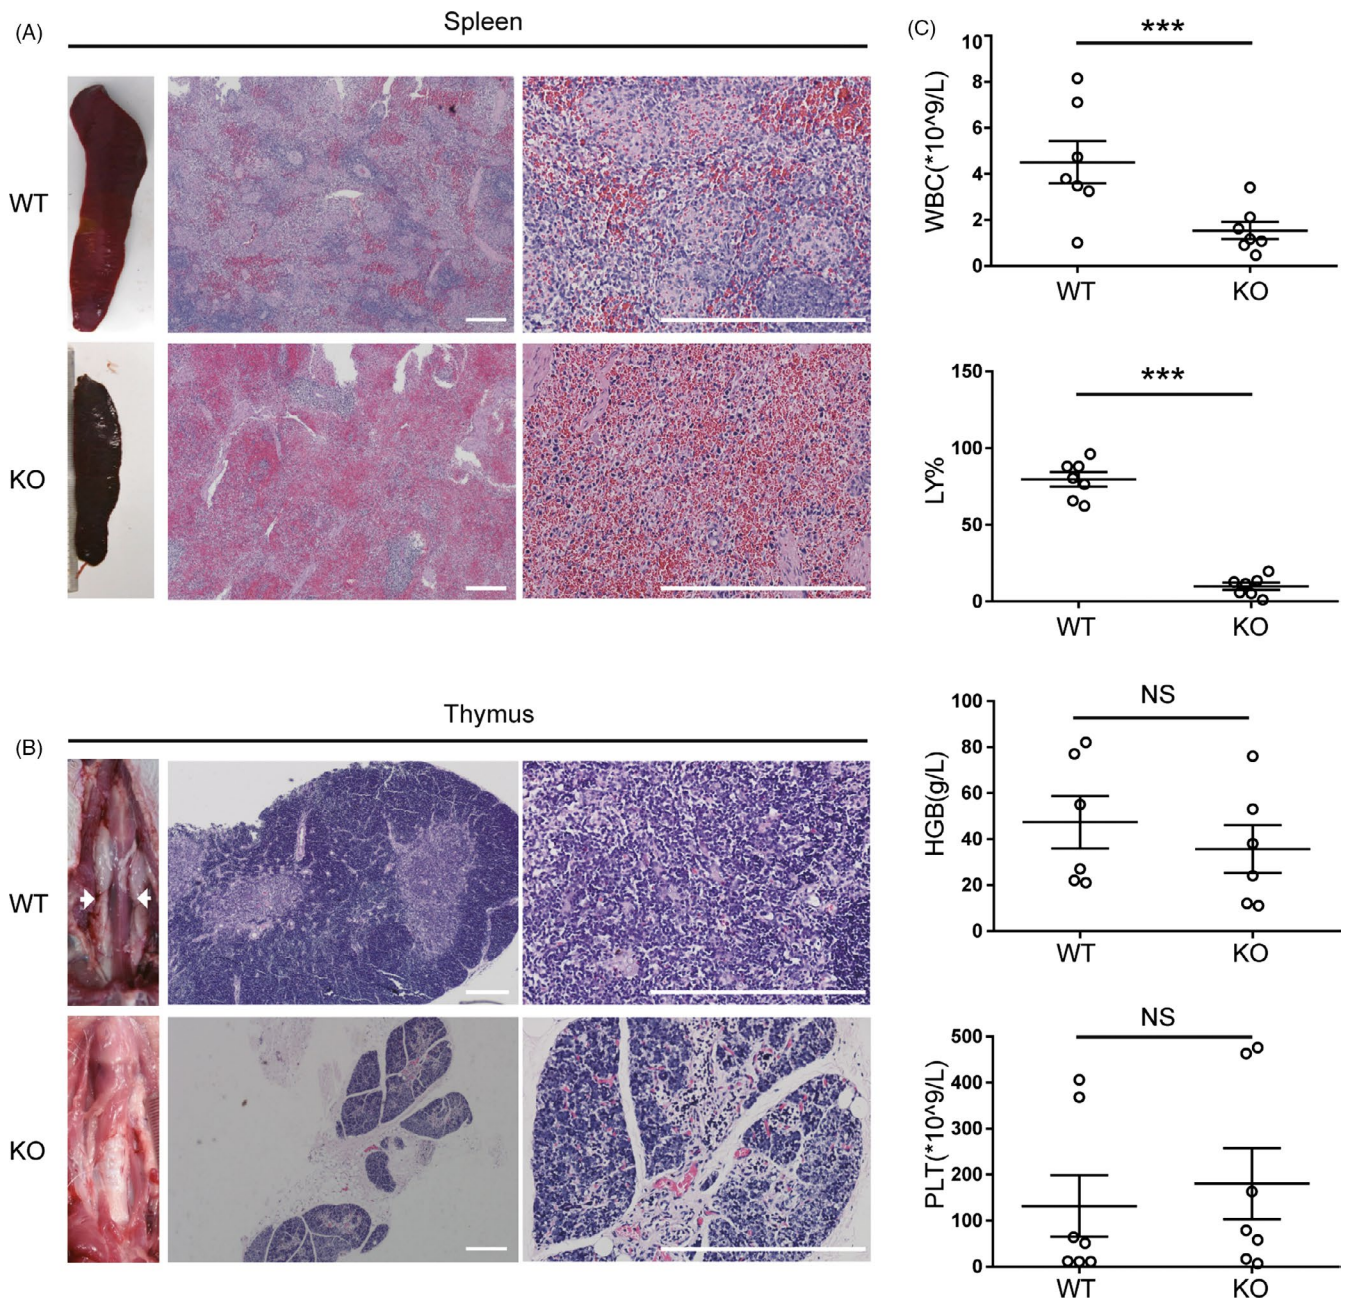 (A)
Spleen
WT
KO
(B)
Thymus
WT
KO
(C)
***
WBC(*10^9/L)
10
8
6
4
2
0
WT
KO
***
LY%
150
100
50
0
WT
KO
NS
HGB(g/L)
100
80
60
40
20
0
WT
KO
NS
PLT(*10^9/L)
500
400
300
200
100
0
WT
KO